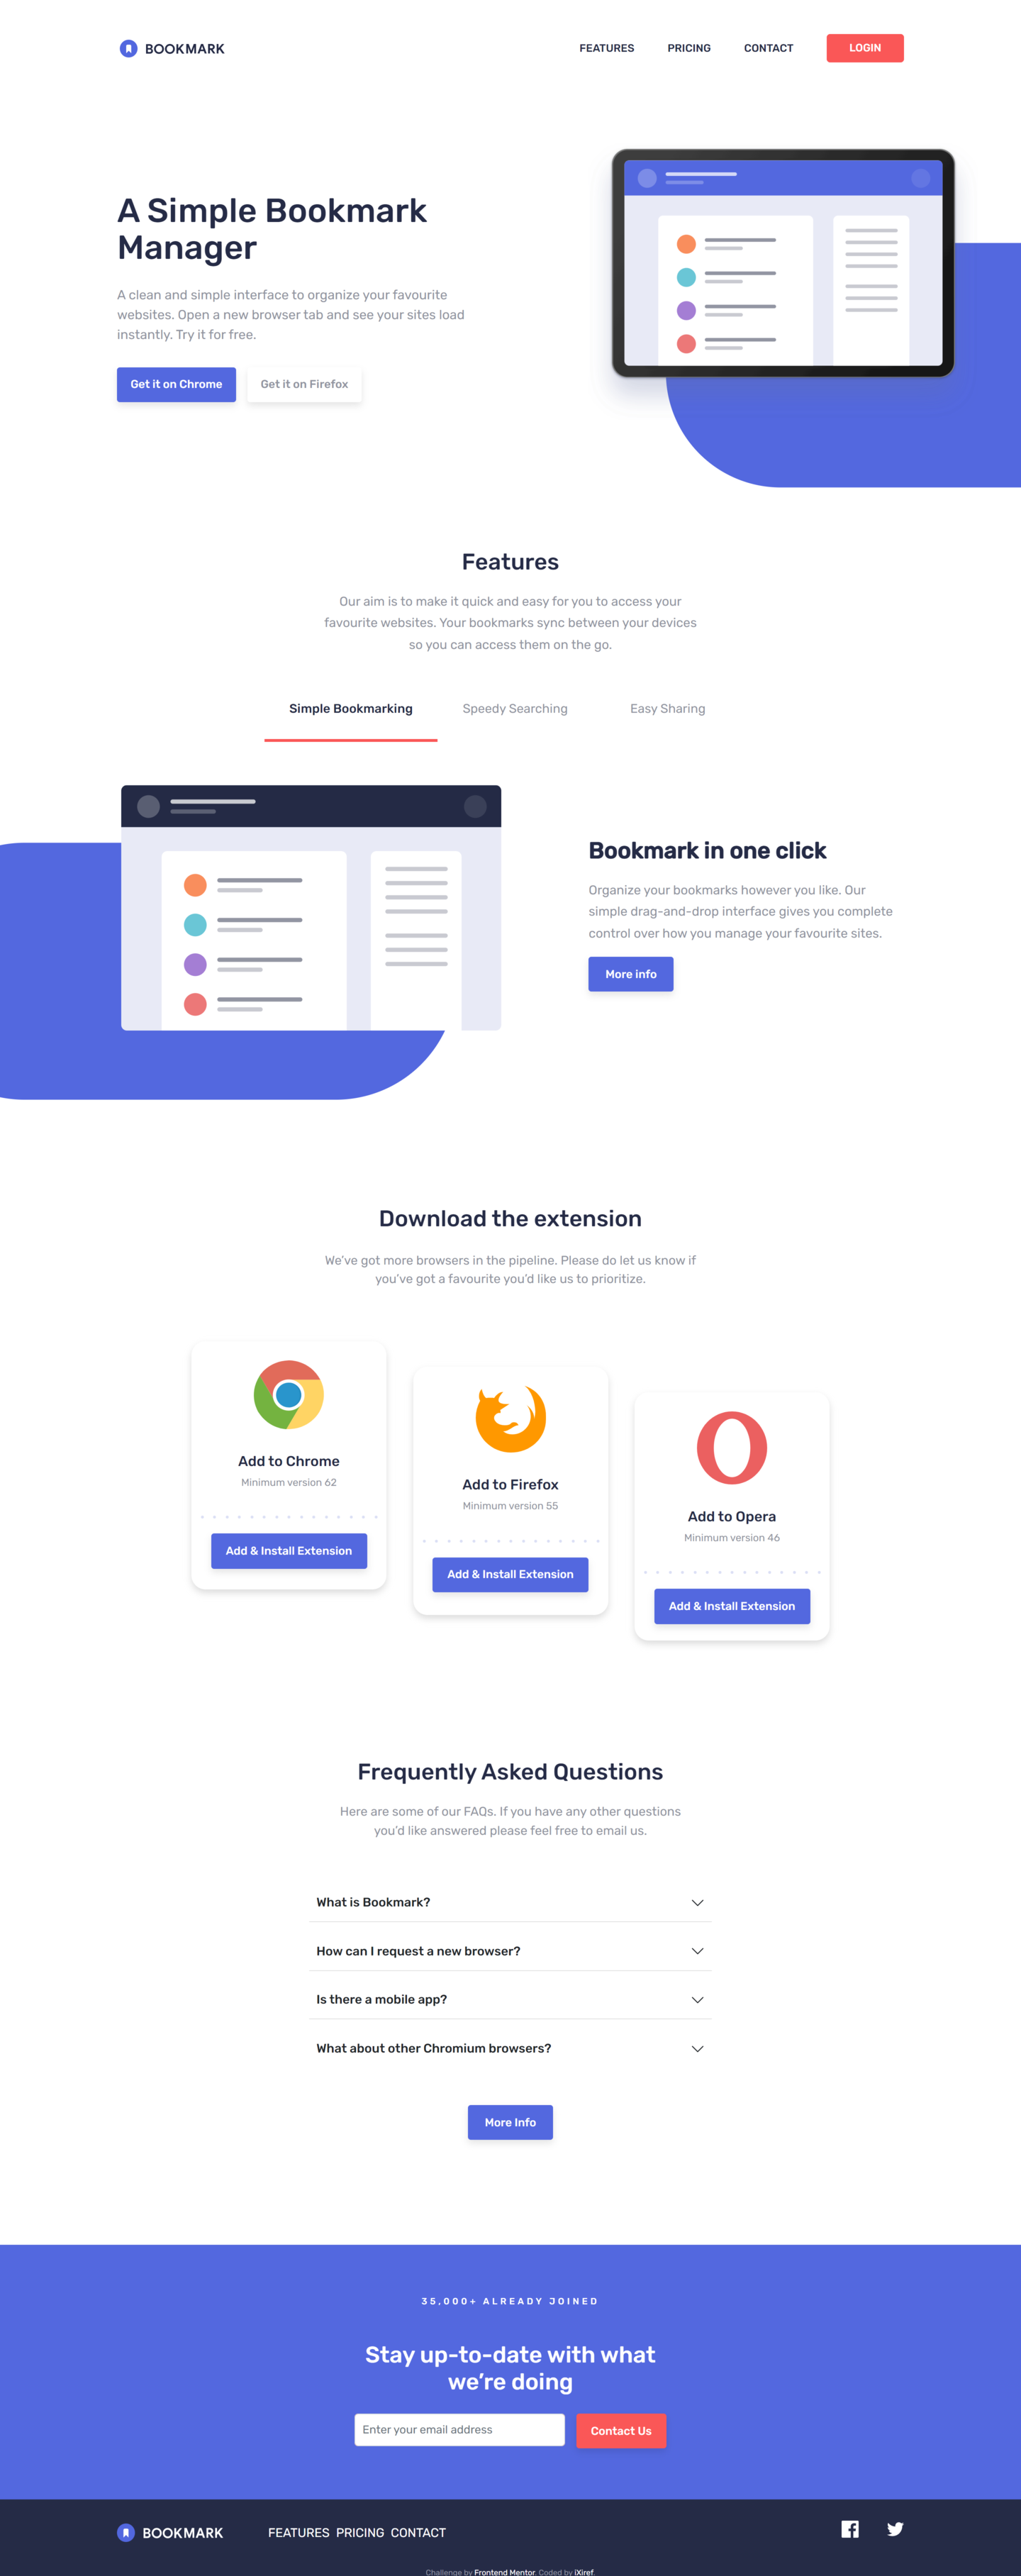 BOOKMARK
FEATURES PRICING CONTACT LOGIN
A Simple Bookmark
Manager
A clean and simple interface to organize your favourite
websites. Open a new browser tab and see your sites load
instantly. Try it for free.
Get it on Chrome Get it on Firefox
Features
Our aim is to make it quick and easy for you to access your
favourite websites. Your bookmarks sync between your devices
so you can access them on the go.
Simple Bookmarking Speedy Searching Easy Sharing
Bookmark in one click
Organize your bookmarks however you like. Our
simple drag-and-drop interface gives you complete
control over how you manage your favourite sites.
More info
Download the extension
We’ve got more browsers in the pipeline. Please do let us know if
you’ve got a favourite you’d like us to prioritize.
Add to Chrome
Minimum version 62
Add & Install Extension
Add to Firefox
Minimum version 55
Add & Install Extension
Add to Opera
Minimum version 46
Add & Install Extension
Frequently Asked Questions
Here are some of our FAQs. If you have any other questions
you’d like answered please feel free to email us.
What is Bookmark?
How can I request a new browser?
Is there a mobile app?
What about other Chromium browsers?
More Info
35,000+ ALREADY JOINED
Stay up-to-date with what
we’re doing
Enter your email address Contact Us
BOOKMARK FEATURES PRICING CONTACT
Challenge by Frontend Mentor. Coded by iXiref.